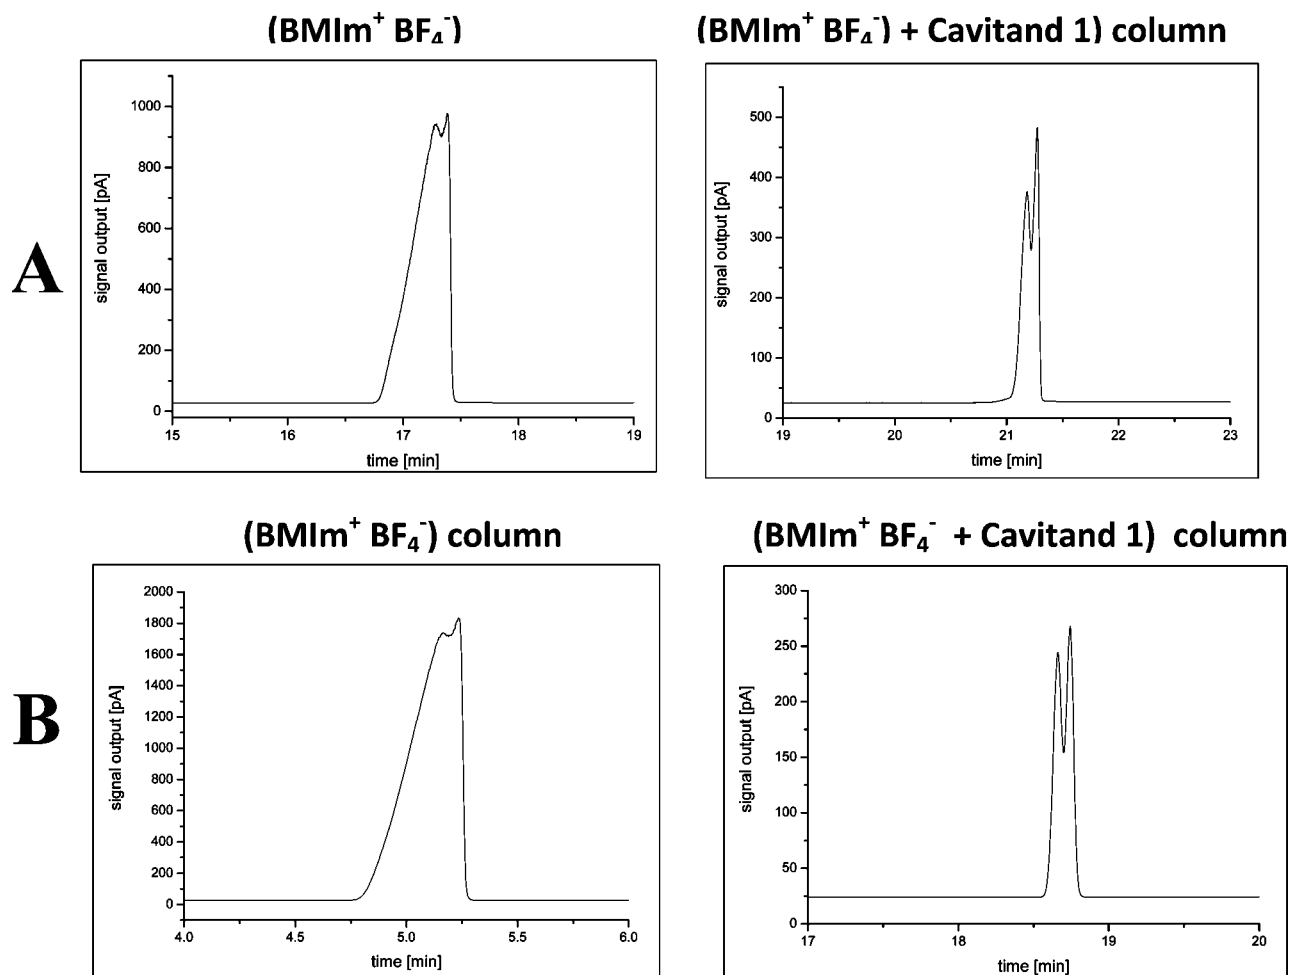 (BMIm⁺ BF₄⁻)
(BMIm⁺ BF₄⁻) + Cavitand 1) column
A
signal output [pA]
1000
800
600
400
200
0
15 16 17 18 19
time [min]
signal output [pA]
500
400
300
200
100
0
19 20 21 22 23
time [min]
(BMIm⁺ BF₄⁻) column
(BMIm⁺ BF₄⁻ + Cavitand 1) column
B
signal output [pA]
2000
1800
1600
1400
1200
1000
800
600
400
200
0
4.0 4.5 5.0 5.5 6.0
time [min]
signal output [pA]
300
250
200
150
100
50
0
17 18 19 20
time [min]